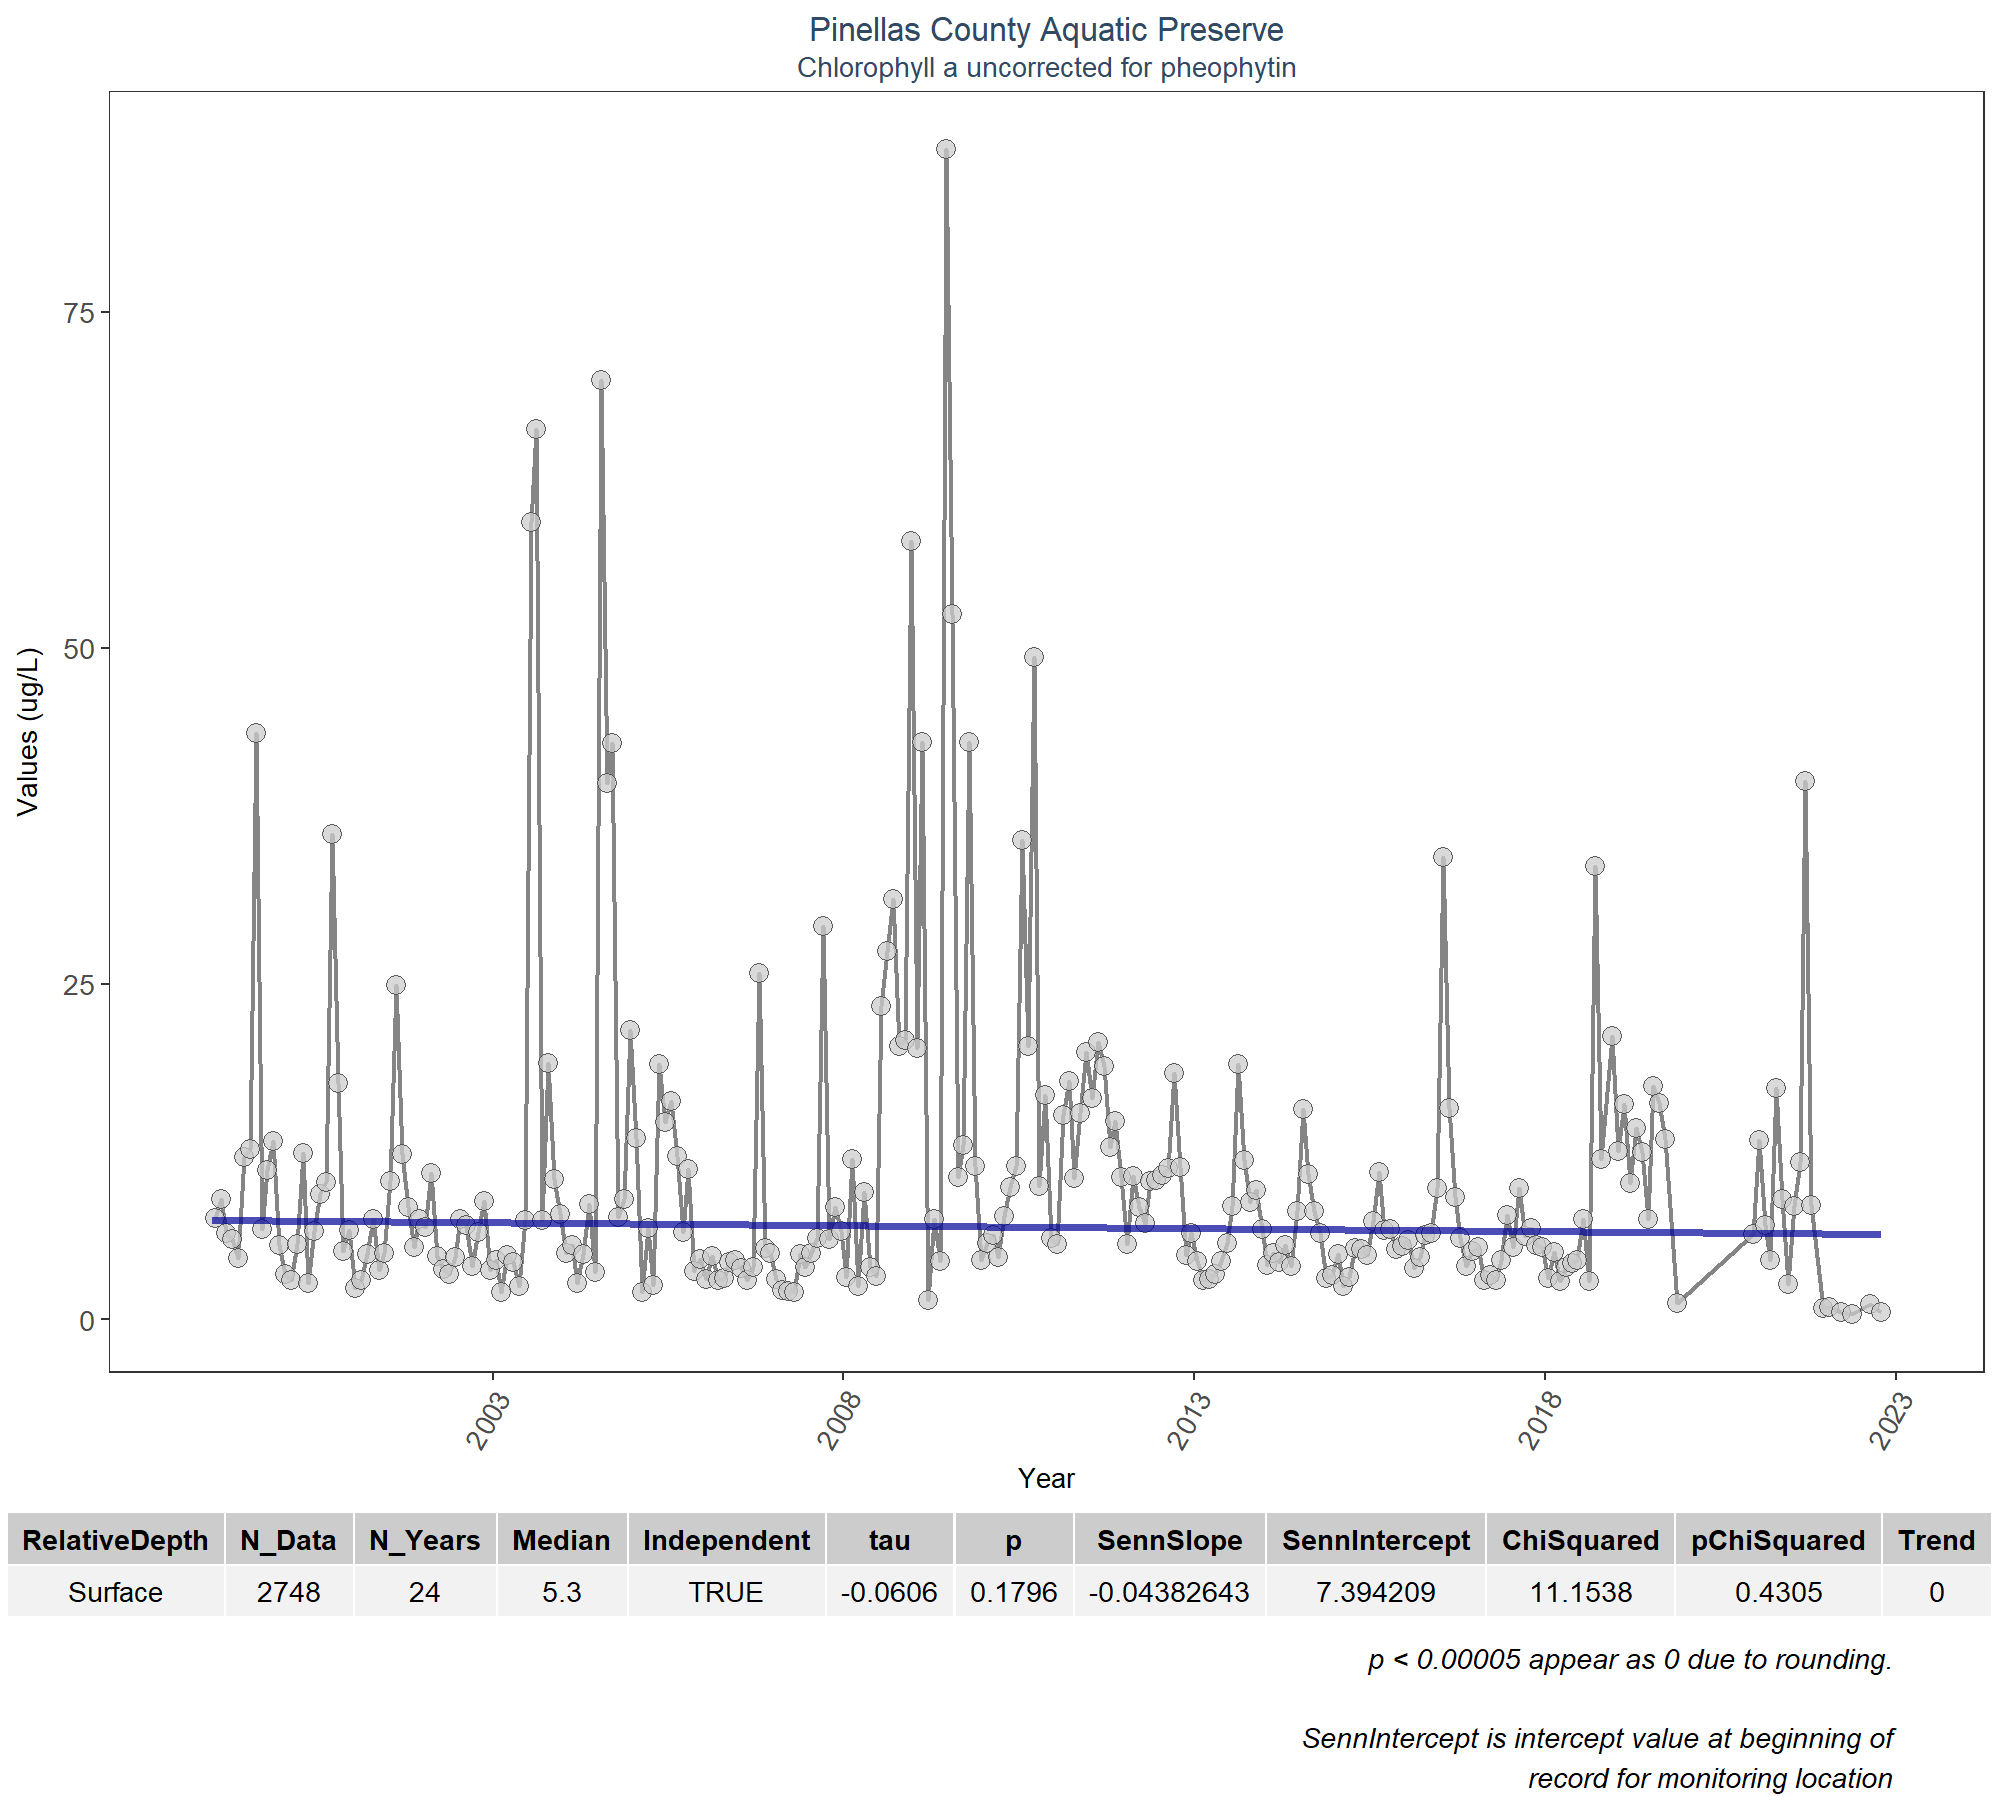 Pinellas County Aquatic Preserve
Chlorophyll a uncorrected for pheophytin
Values (ug/L)
75
50
25
0
2003
2008
2013
2018
2023
Year
RelativeDepth N_Data N_Years Median Independent tau p SennSlope SennIntercept ChiSquared pChiSquared Trend
Surface 2748 24 5.3 TRUE -0.0606 0.1796 -0.04382643 7.394209 11.1538 0.4305 0
p < 0.00005 appear as 0 due to rounding.
SennIntercept is intercept value at beginning of
record for monitoring location